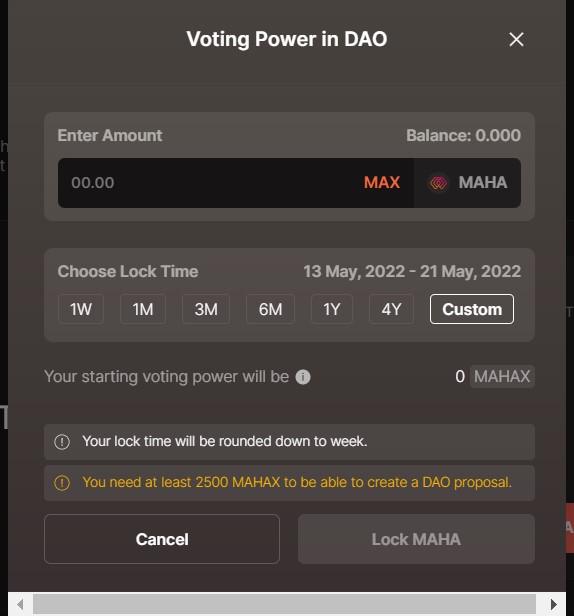 Voting Power in DAO
Enter Amount Balance: 0.000
00.00 MAX MAHA
Choose Lock Time 13 May, 2022 - 21 May, 2022
1W 1M 3M 6M 1Y 4Y Custom
Your starting voting power will be 0 MAHAX
Your lock time will be rounded down to week.
You need at least 2500 MAHAX to be able to create a DAO proposal.
Cancel Lock MAHA